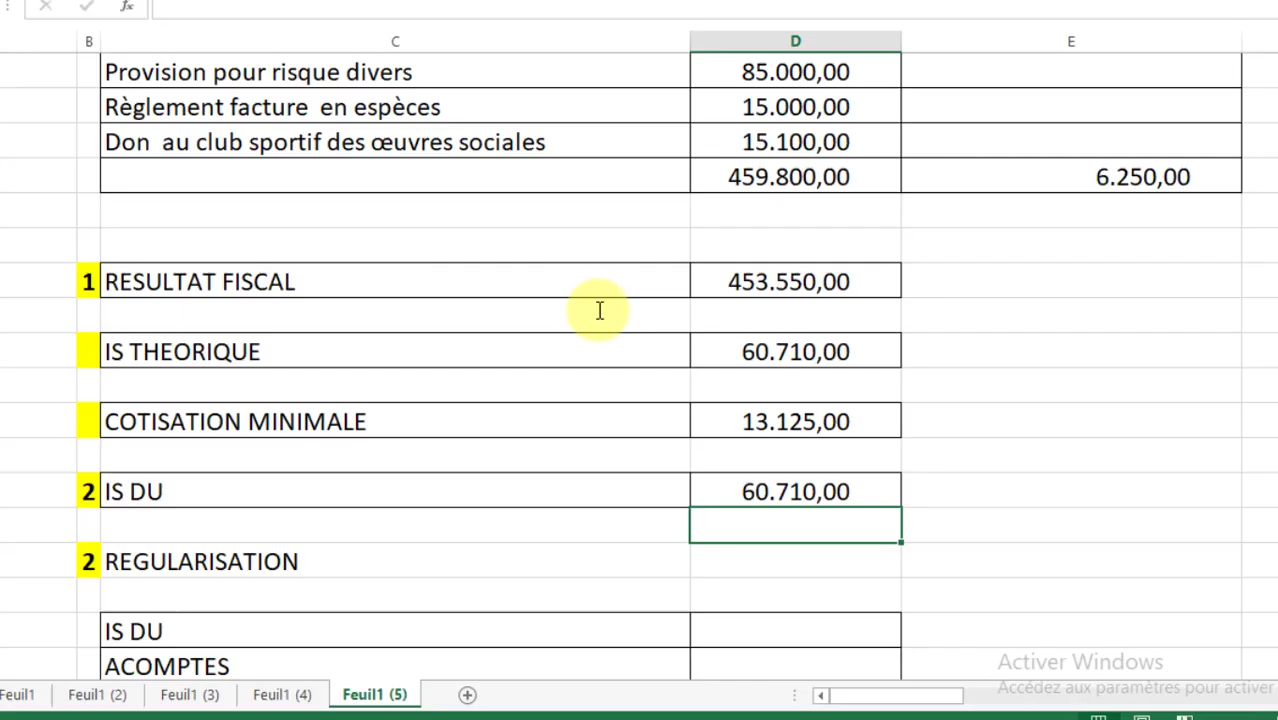 fx
B C D E
Provision pour risque divers 85.000,00
Règlement facture en espèces 15.000,00
Don au club sportif des œuvres sociales 15.100,00
459.800,00 6.250,00
1 RESULTAT FISCAL 453.550,00
IS THEORIQUE 60.710,00
COTISATION MINIMALE 13.125,00
2 IS DU 60.710,00
2 REGULARISATION
IS DU
ACOMPTES
Activer Windows
Accédez aux paramètres pour activer
Feuil1 Feuil1 (2) Feuil1 (3) Feuil1 (4) Feuil1 (5)